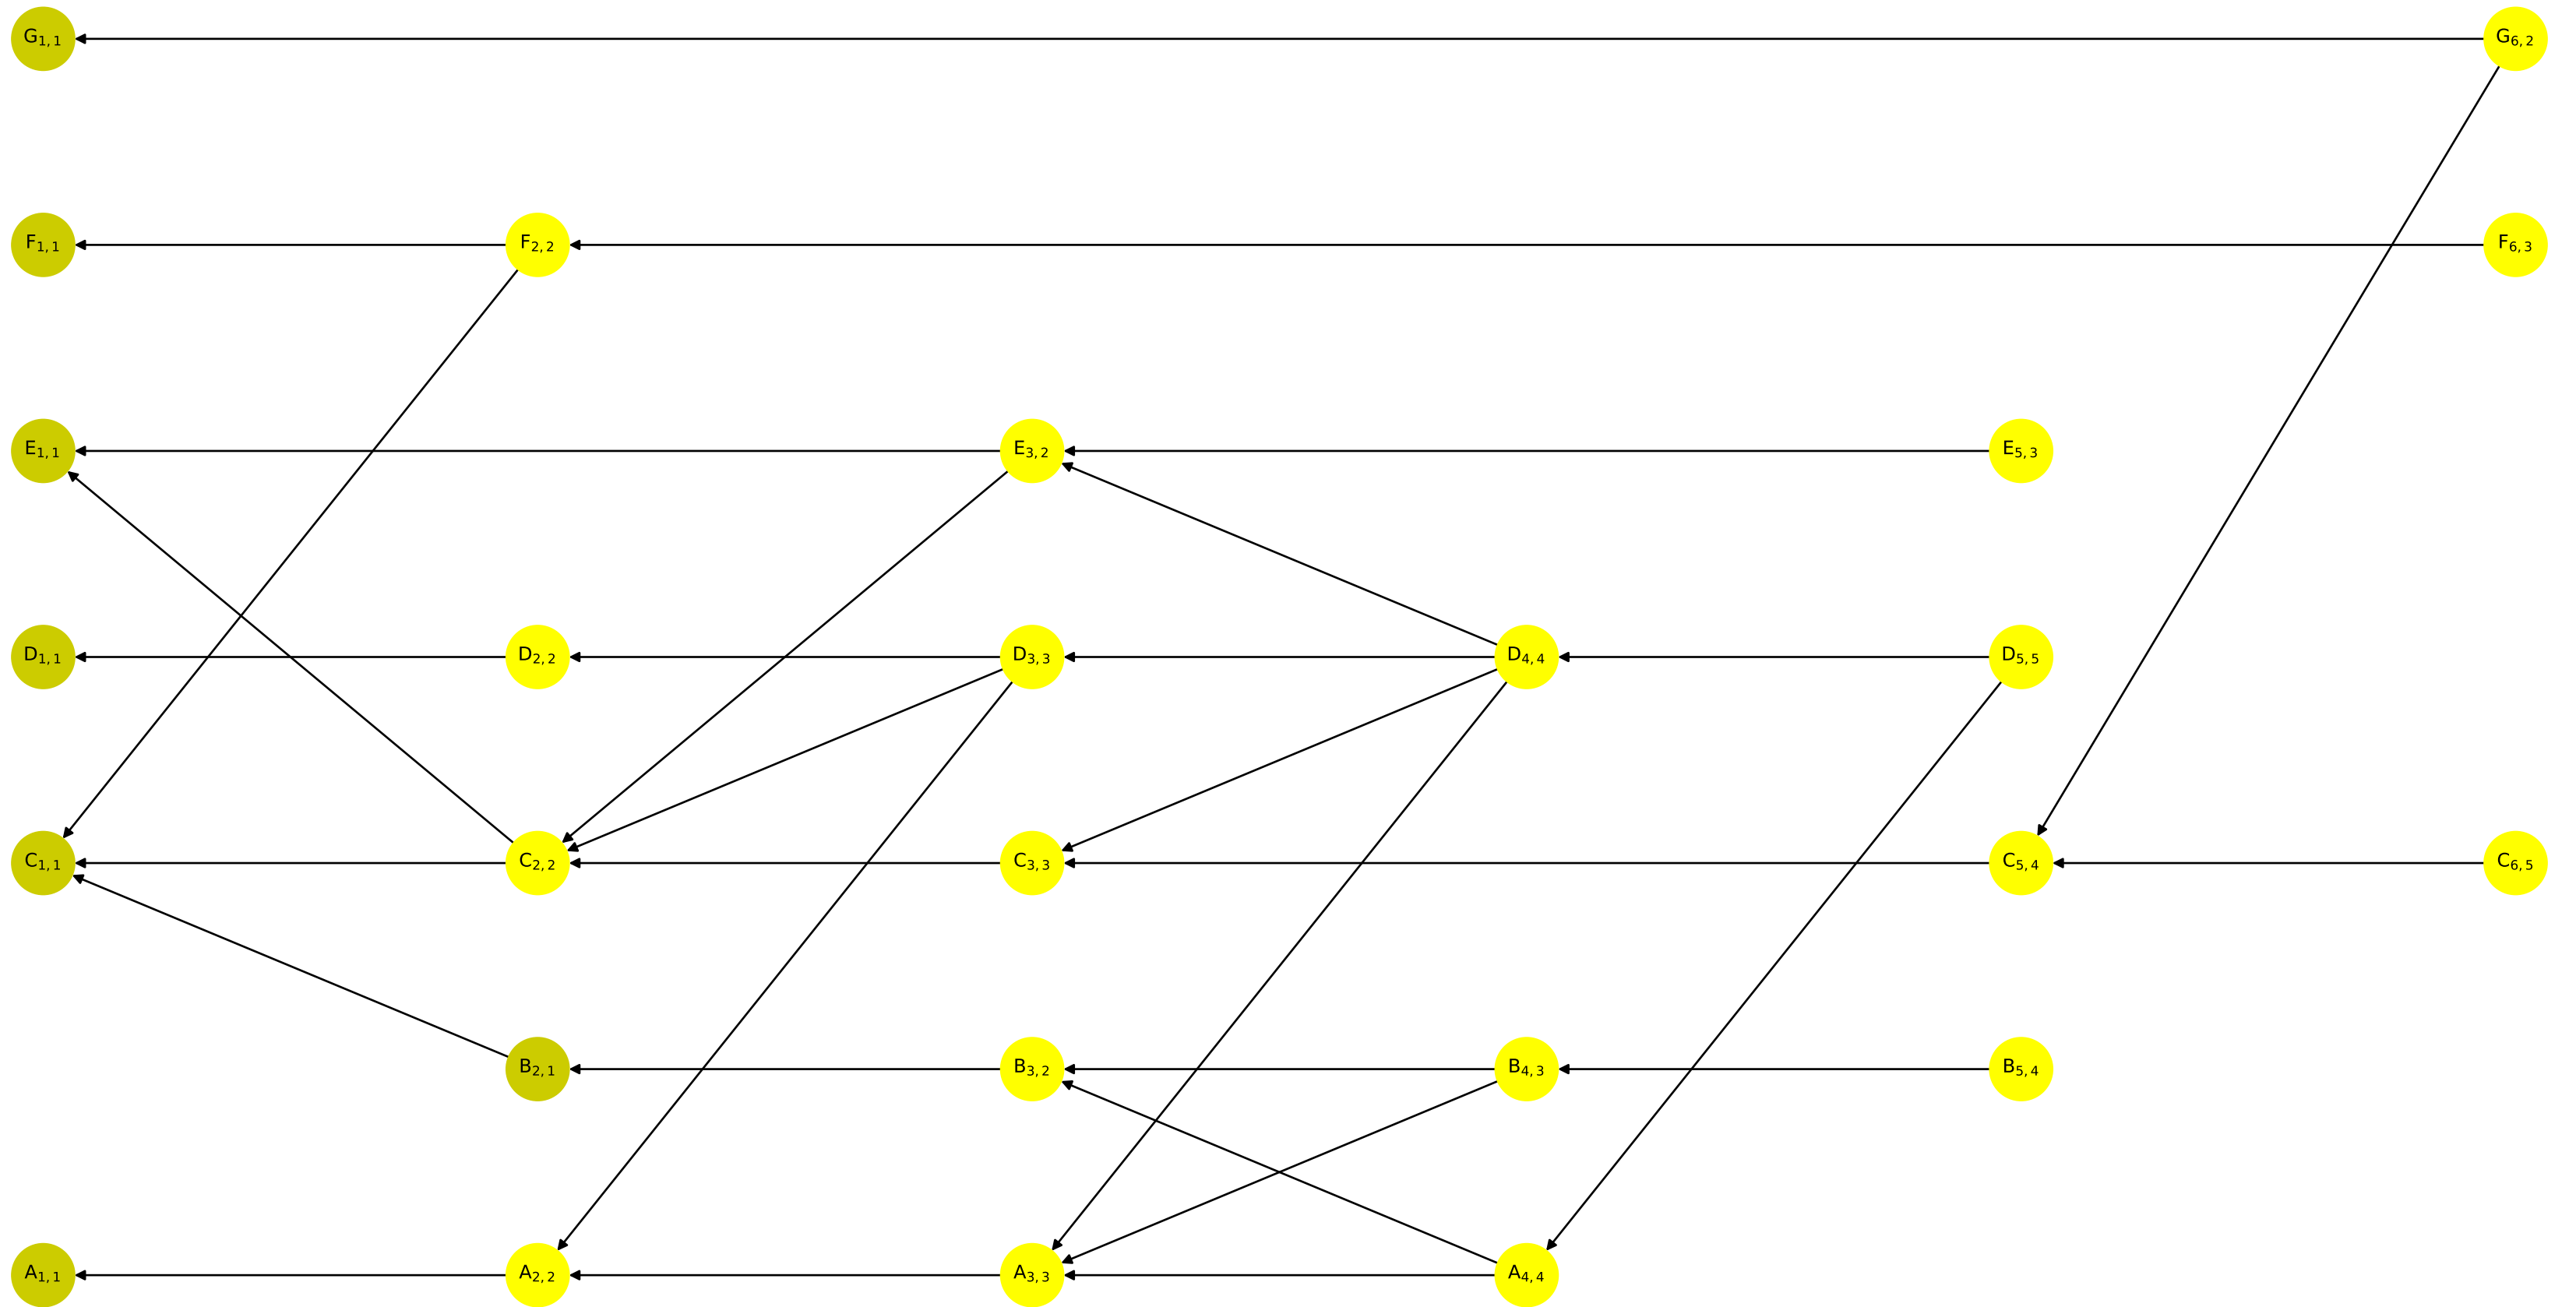 G1,1 G6,2
F1,1 F2,2 F6,3
E1,1 E3,2 E5,3
D1,1 D2,2 D3,3 D4,4 D5,5
C1,1 C2,2 C3,3 C5,4 C6,5
B2,1 B3,2 B4,3 B5,4
A1,1 A2,2 A3,3 A4,4